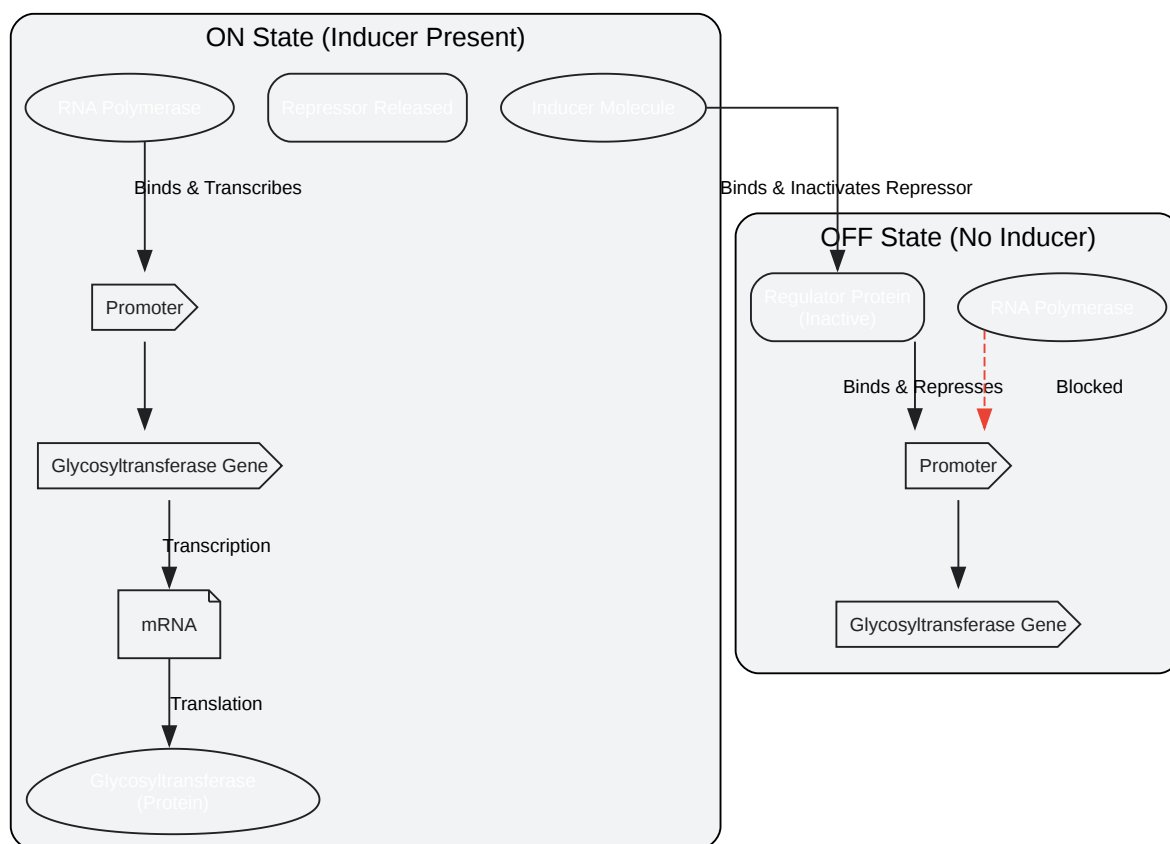 ON State (Inducer Present)
RNA Polymerase
Repressor Released
Inducer Molecule
Binds & Transcribes
Binds & Inactivates Repressor
Promoter
Glycosyltransferase Gene
Transcription
mRNA
Translation
Glycosyltransferase
(Protein)
OFF State (No Inducer)
Regulator Protein
(Inactive)
RNA Polymerase
Binds & Represses
Blocked
Promoter
Glycosyltransferase Gene